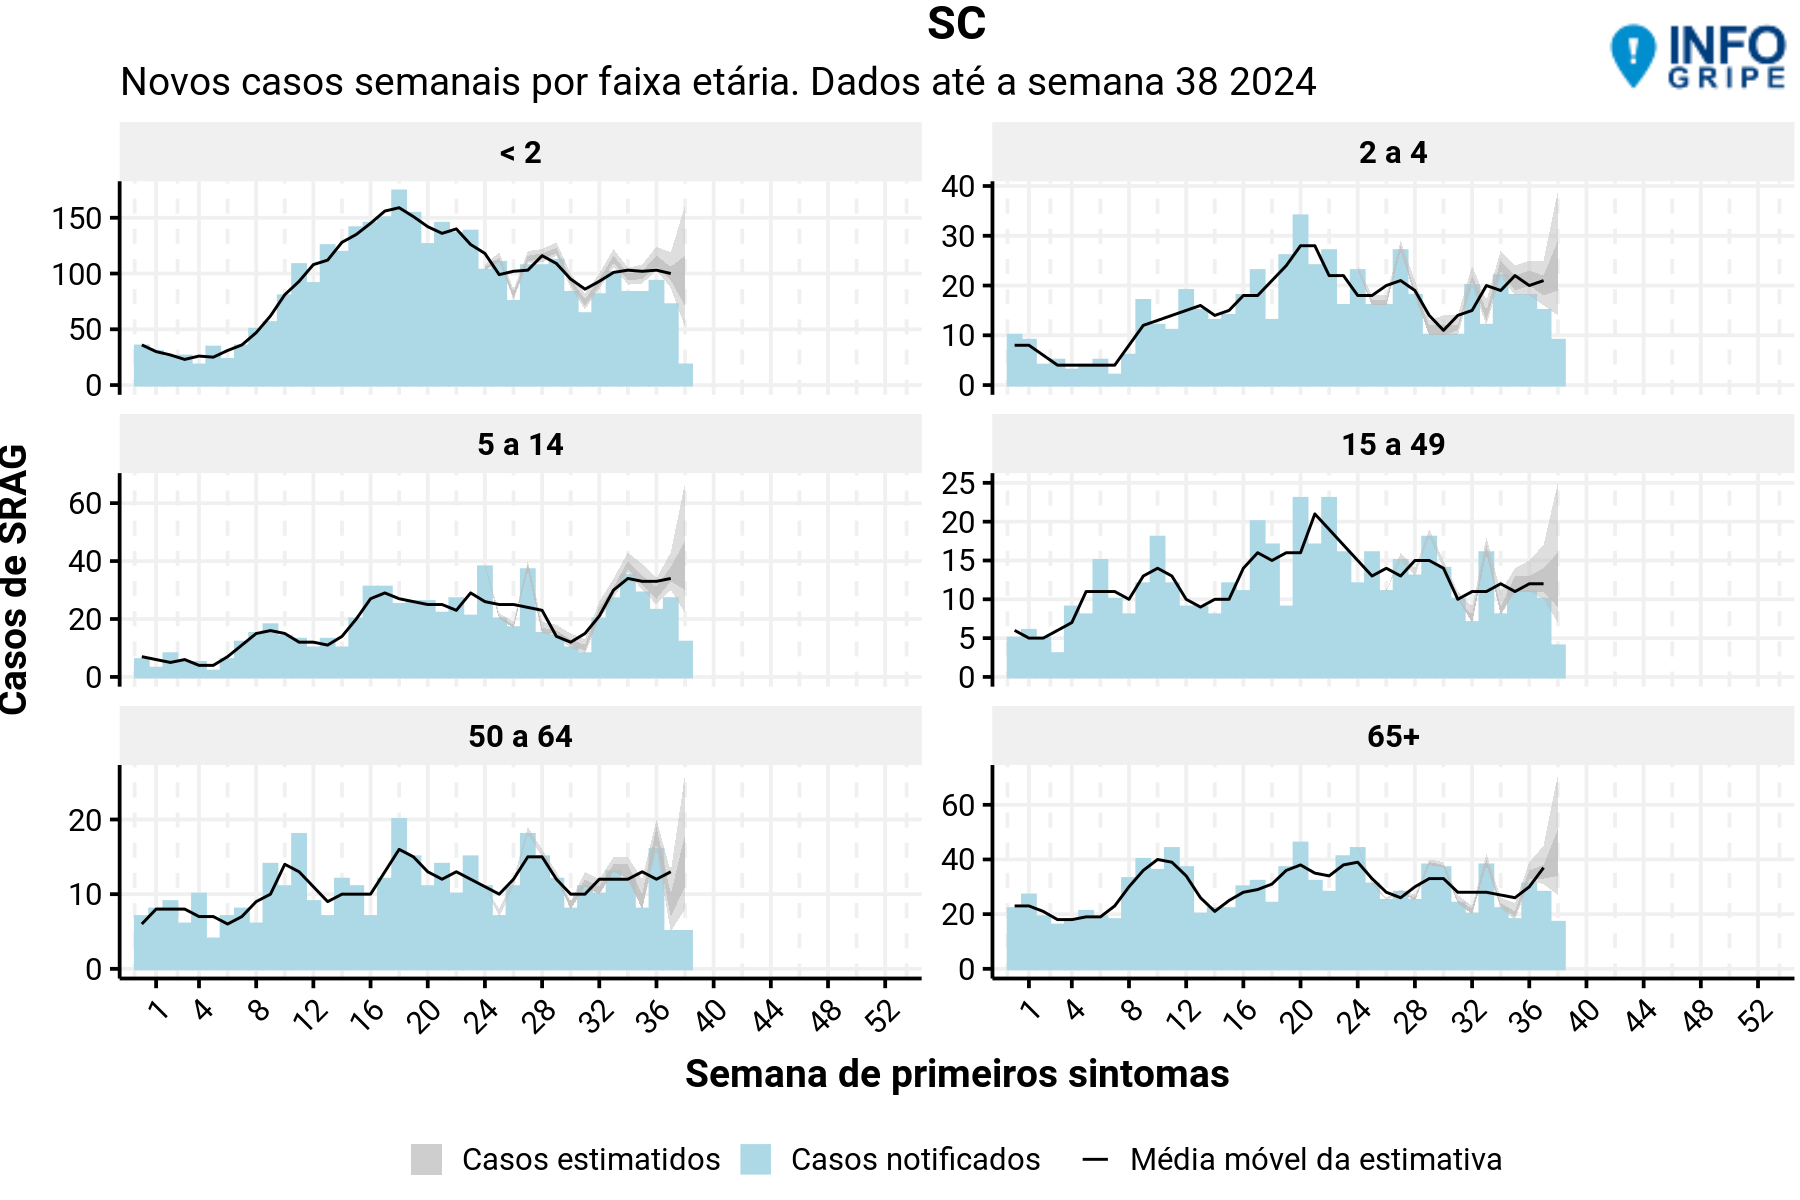 SC
INFO
GRIPE
Novos casos semanais por faixa etária. Dados até a semana 38 2024
Casos de SRAG
< 2
150
100
50
0
2 a 4
40
30
20
10
0
5 a 14
60
40
20
0
15 a 49
25
20
15
10
5
0
50 a 64
20
10
0
65+
60
40
20
0
1 4 8 12 16 20 24 28 32 36 40 44 48 52
1 4 8 12 16 20 24 28 32 36 40 44 48 52
Semana de primeiros sintomas
Casos estimatidos Casos notificados Média móvel da estimativa